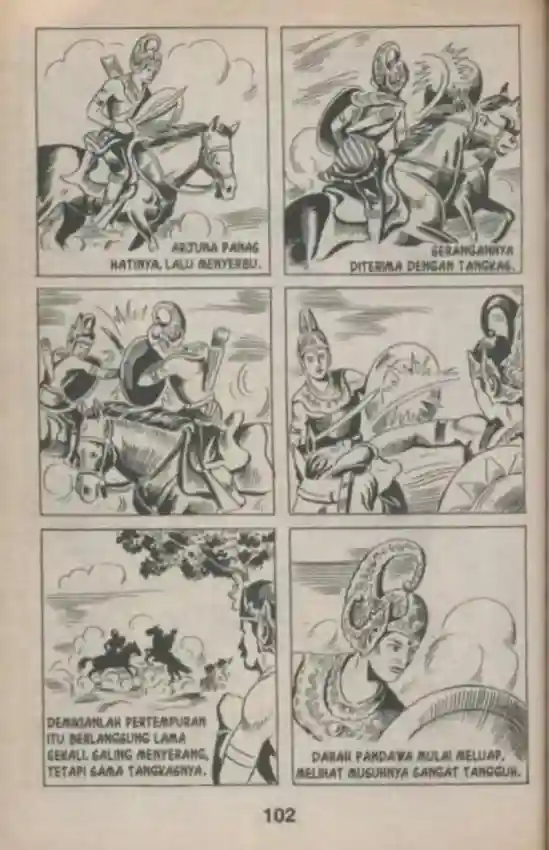 ARJUNA PANAS
HATINYA, LALU MENYERBU.
SERANGANNYA
DITERIMA DENGAN TANGKAS.
DEMIKIANLAH PERTEMPURAN
ITU BERLANGSUNG LAMA
SEKALI. SALING MENYERANG,
TETAPI SAMA TANGKASNYA.
DARAH PANDAWA MULAI MELUAP,
MELIHAT MUSUHNYA SANGAT TANGGUH.
102